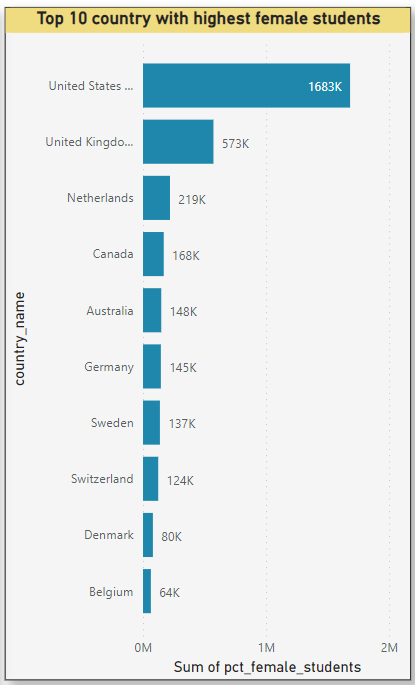 Top 10 country with highest female students
United States ...
1683K
United Kingdo...
573K
Netherlands
219K
Canada
168K
Australia
148K
Germany
145K
Sweden
137K
Switzerland
124K
Denmark
80K
Belgium
64K
country_name
0M
1M
2M
Sum of pct_female_students